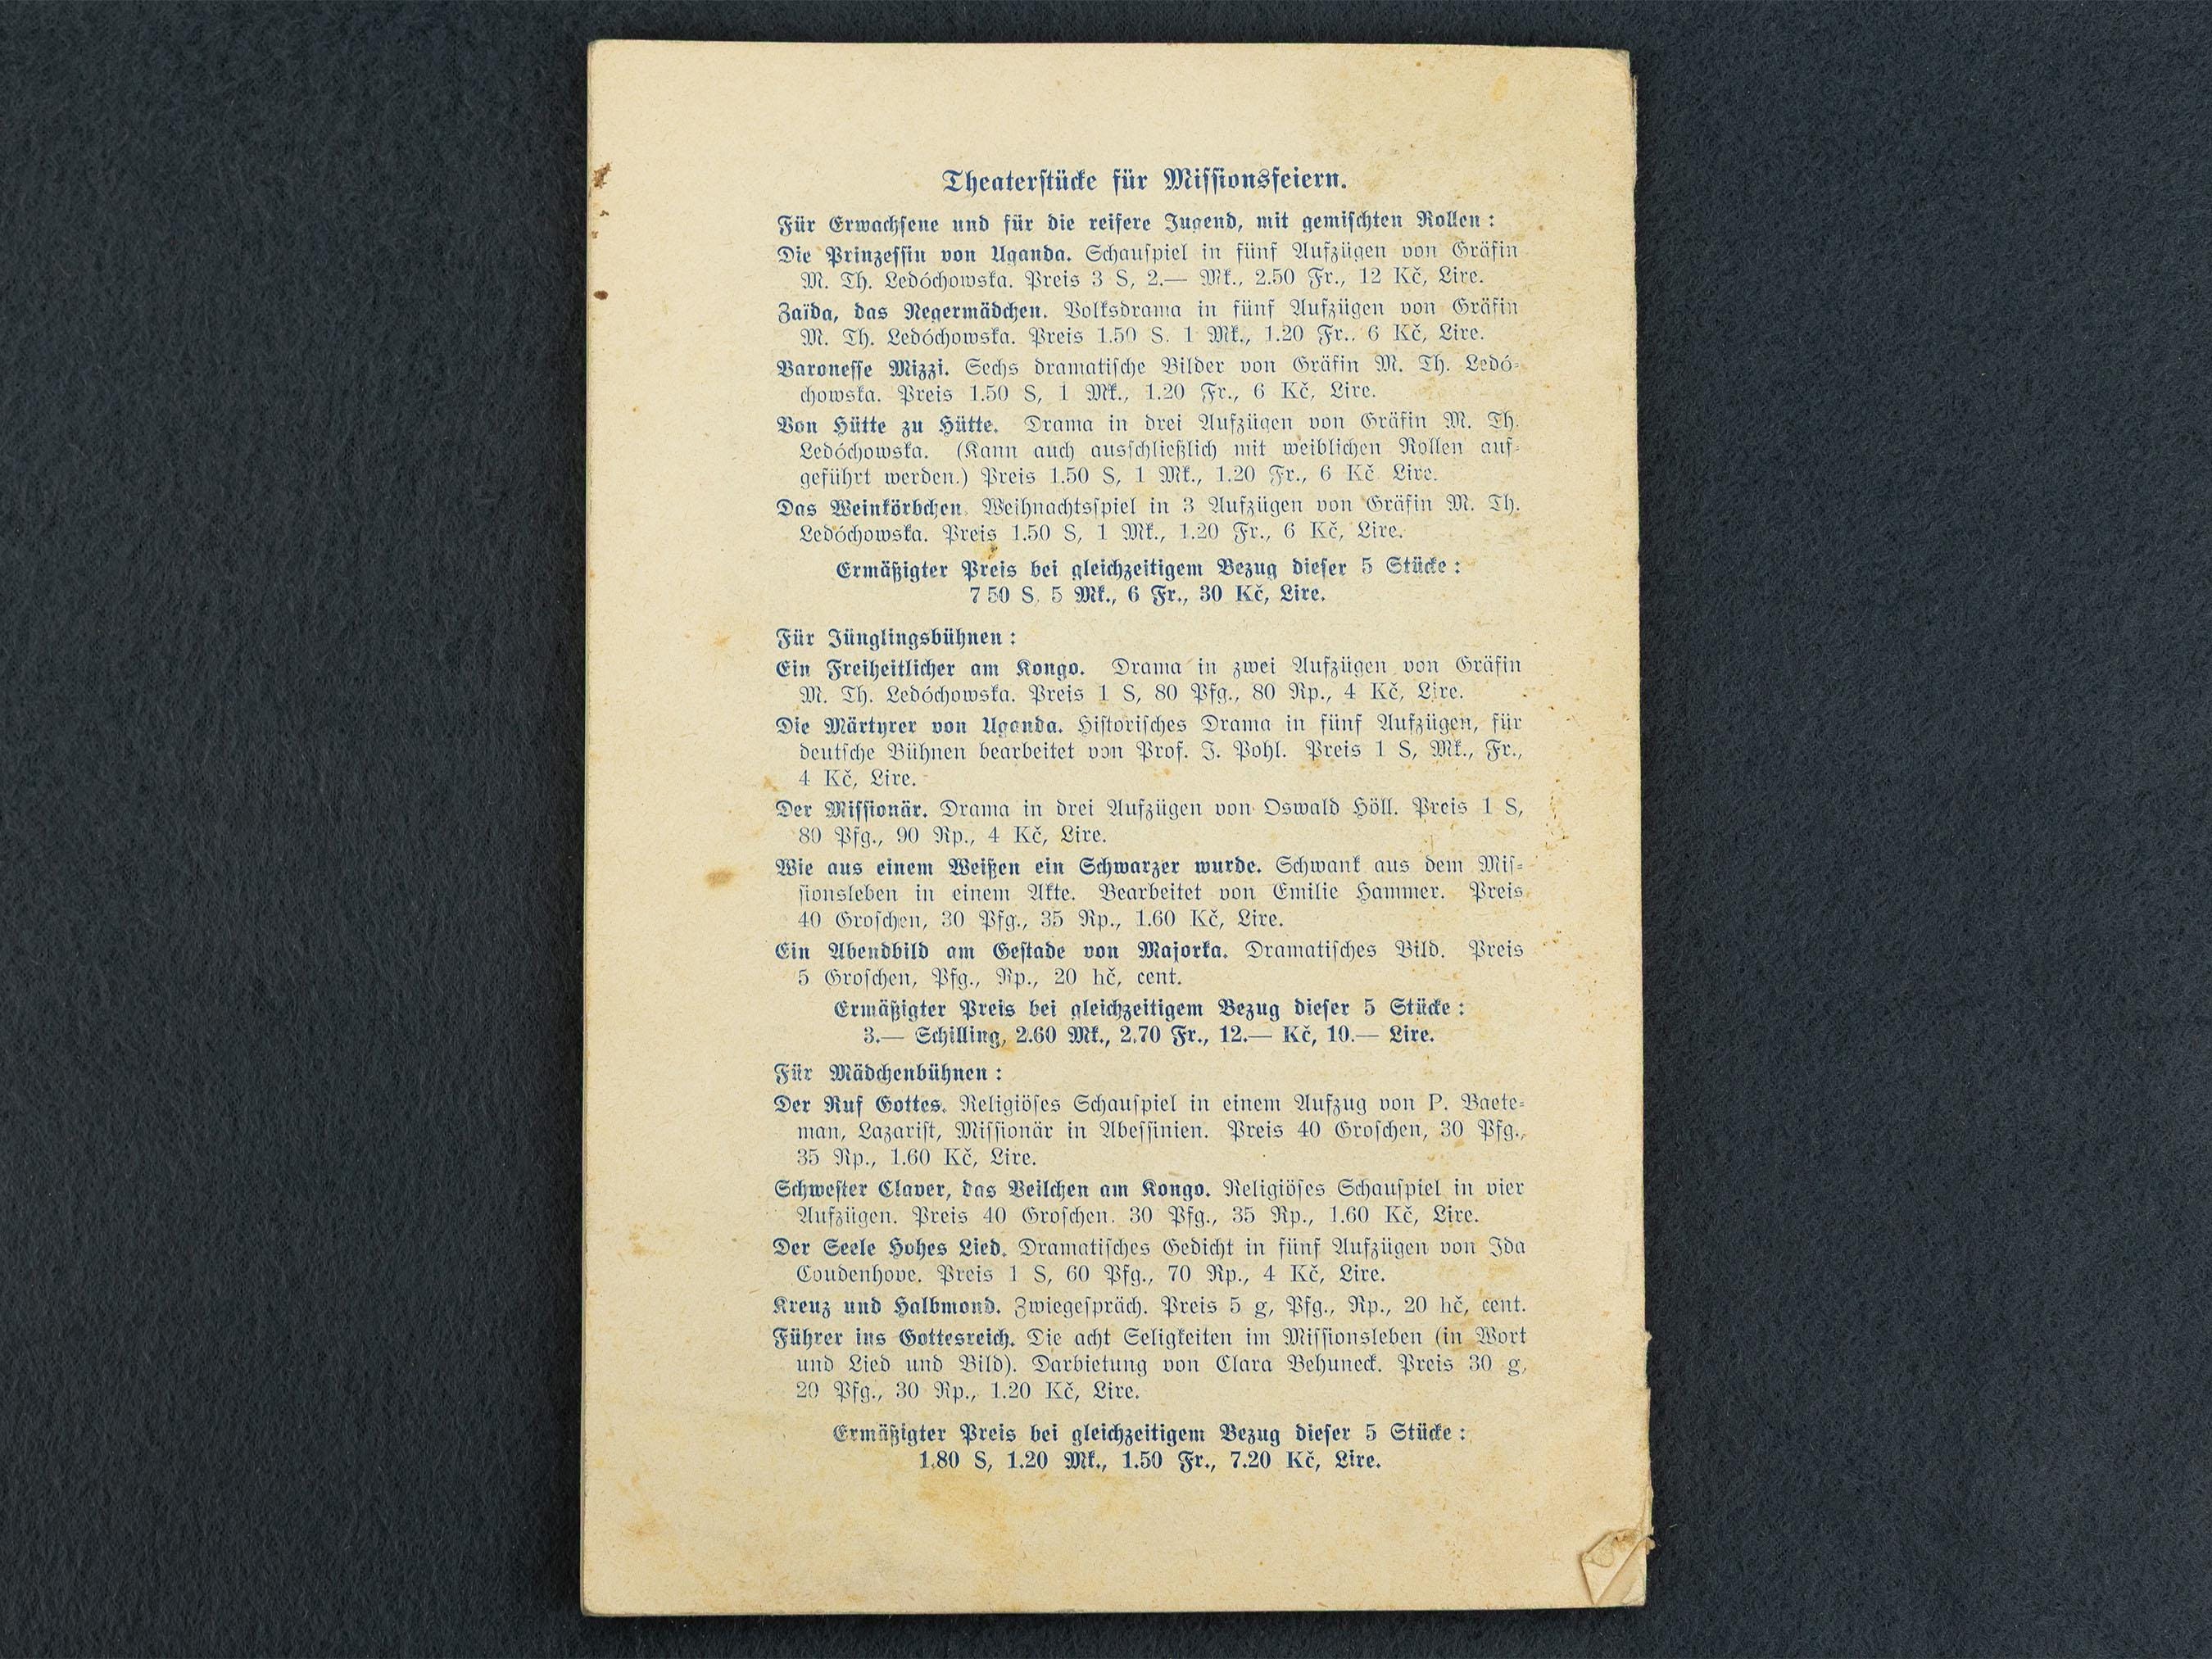 Theaterstücke für Missionsfeiern.
Für Erwachsene und für die reifere Jugend, mit gemischten Rollen:
Die Prinzessin von Uganda. Schauspiel in fünf Aufzügen von Gräfin
M. Th. Ledóchowska. Preis 3 S, 2.— Mk., 2.50 Fr., 12 Kč, Lire.
Zaïda, das Negermädchen. Volksdrama in fünf Aufzügen von Gräfin
M. Th. Ledóchowska. Preis 1.50 S. 1 Mk., 1.20 Fr.. 6 Kč, Lire.
Baronesse Mizzi. Sechs dramatische Bilder von Gräfin M. Th. Ledó-
chowska. Preis 1.50 S, 1 Mk., 1.20 Fr., 6 Kč, Lire.
Von Hütte zu Hütte. Drama in drei Aufzügen von Gräfin M. Th.
Ledóchowska. (Kann auch ausschließlich mit weiblichen Rollen auf-
geführt werden.) Preis 1.50 S, 1 Mk., 1.20 Fr., 6 Kč Lire.
Das Weinkörbchen. Weihnachtsspiel in 3 Aufzügen von Gräfin M. Th.
Ledóchowska. Preis 1.50 S, 1 Mk., 1.20 Fr., 6 Kč, Lire.
Ermäßigter Preis bei gleichzeitigem Bezug dieser 5 Stücke:
7 50 S, 5 Mk., 6 Fr., 30 Kč, Lire.
Für Jünglingsbühnen:
Ein Freiheitlicher am Kongo. Drama in zwei Aufzügen von Gräfin
M. Th. Ledóchowska. Preis 1 S, 80 Pfg., 80 Rp., 4 Kč, Lire.
Die Märtyrer von Uganda. Historisches Drama in fünf Aufzügen, für
deutsche Bühnen bearbeitet von Prof. J. Pohl. Preis 1 S, Mk., Fr.,
4 Kč, Lire.
Der Missionär. Drama in drei Aufzügen von Oswald Höll. Preis 1 S,
80 Pfg., 90 Rp., 4 Kč, Lire.
Wie aus einem Weißen ein Schwarzer wurde. Schwank aus dem Mis-
sionsleben in einem Akte. Bearbeitet von Emilie Hammer. Preis
40 Groschen, 30 Pfg., 35 Rp., 1.60 Kč, Lire.
Ein Abendbild am Gestade von Majorka. Dramatisches Bild. Preis
5 Groschen, Pfg., Rp., 20 hč, cent.
Ermäßigter Preis bei gleichzeitigem Bezug dieser 5 Stücke:
3.— Schilling, 2.60 Mk., 2.70 Fr., 12.— Kč, 10.— Lire.
Für Mädchenbühnen:
Der Ruf Gottes. Religiöses Schauspiel in einem Aufzug von P. Baete-
man, Lazarist, Missionär in Abessinien. Preis 40 Groschen, 30 Pfg.,
35 Rp., 1.60 Kč, Lire.
Schwester Claver, das Veilchen am Kongo. Religiöses Schauspiel in vier
Aufzügen. Preis 40 Groschen. 30 Pfg., 35 Rp., 1.60 Kč, Lire.
Der Seele Hohes Lied. Dramatisches Gedicht in fünf Aufzügen von Ida
Coudenhove. Preis 1 S, 60 Pfg., 70 Rp., 4 Kč, Lire.
Kreuz und Halbmond. Zwiegespräch. Preis 5 g, Pfg., Rp., 20 hč, cent.
Führer ins Gottesreich. Die acht Seligkeiten im Missionsleben (in Wort
und Lied und Bild). Darbietung von Clara Behuneck. Preis 30 g,
20 Pfg., 30 Rp., 1.20 Kč, Lire.
Ermäßigter Preis bei gleichzeitigem Bezug dieser 5 Stücke:
1.80 S, 1.20 Mk., 1.50 Fr., 7.20 Kč, Lire.